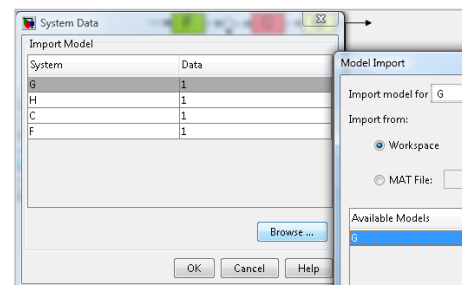 System Data
Import Model
System Data
G 1
H 1
C 1
F 1
Browse ...
OK Cancel Help
Model Import
Import model for G
Import from:
Workspace
MAT File:
Available Models
G